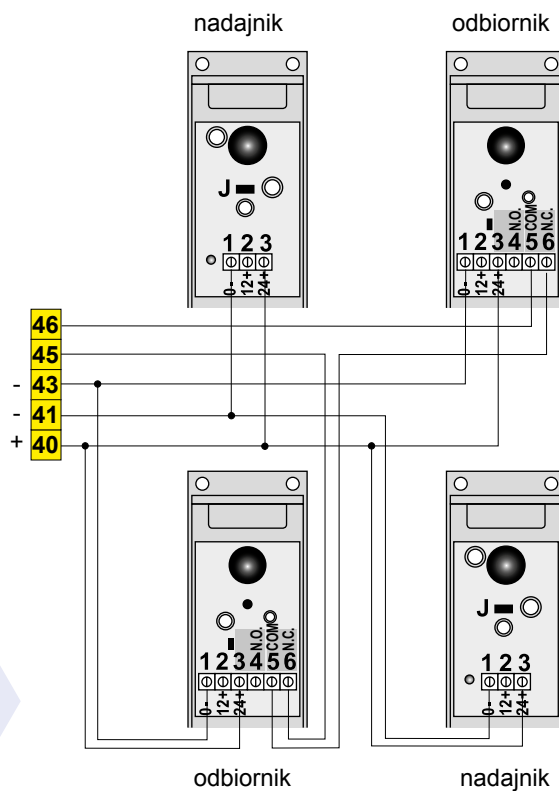 nadajnik odbiornik
J
1 2 3
0- 12+ 24+
N.O. COM N.C.
1 2 3 4 5 6
0- 12+ 24+
46
45
- 43
- 41
+ 40
J
N.O. COM N.C.
1 2 3 4 5 6
0- 12+ 24+
1 2 3
0- 12+ 24+
odbiornik nadajnik